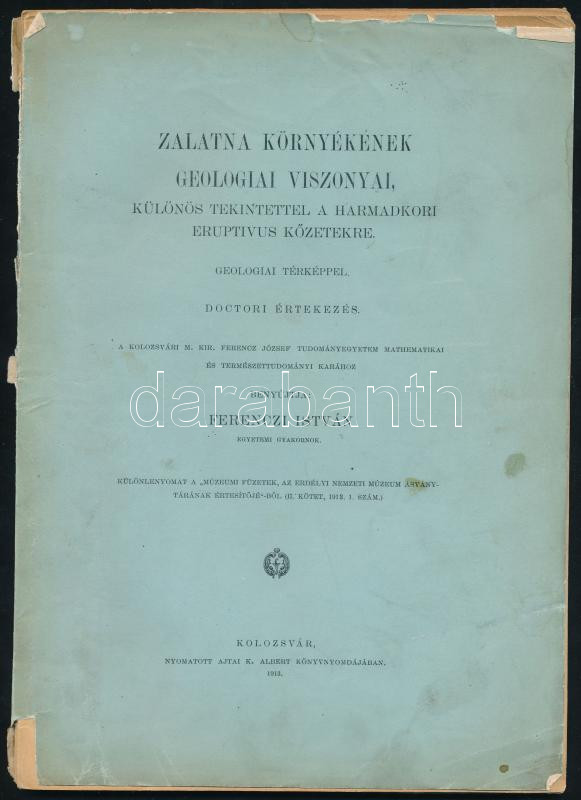 ZALATNA KÖRNYÉKÉNEK
GEOLOGIAI VISZONYAI,
KÜLÖNÖS TEKINTETTEL A HARMADKORI
ERUPTIVUS KŐZETEKRE.
GEOLOGIAI TÉRKÉPPEL.
DOCTORI ÉRTEKEZÉS.
A KOLOZSVÁRI M. KIR. FERENCZ JÓZSEF TUDOMÁNYEGYETEM MATHEMATIKAI
ÉS TERMÉSZETTUDOMÁNYI KARÁHOZ
BENYUJTJA:
darabanth
FERENCZI ISTVÁN
EGYETEMI GYAKORNOK.
KÜLÖNLENYOMAT A „MÚZEUMI FÜZETEK, AZ ERDÉLYI NEMZETI MÚZEUM ÁSVÁNY-
TÁRÁNAK ÉRTESÍTŐJE“-BŐL (II. KÖTET, 1913. 1. SZÁM.)
KOLOZSVÁR,
NYOMATOTT AJTAI K. ALBERT KÖNYVNYOMDÁJÁBAN.
1913.